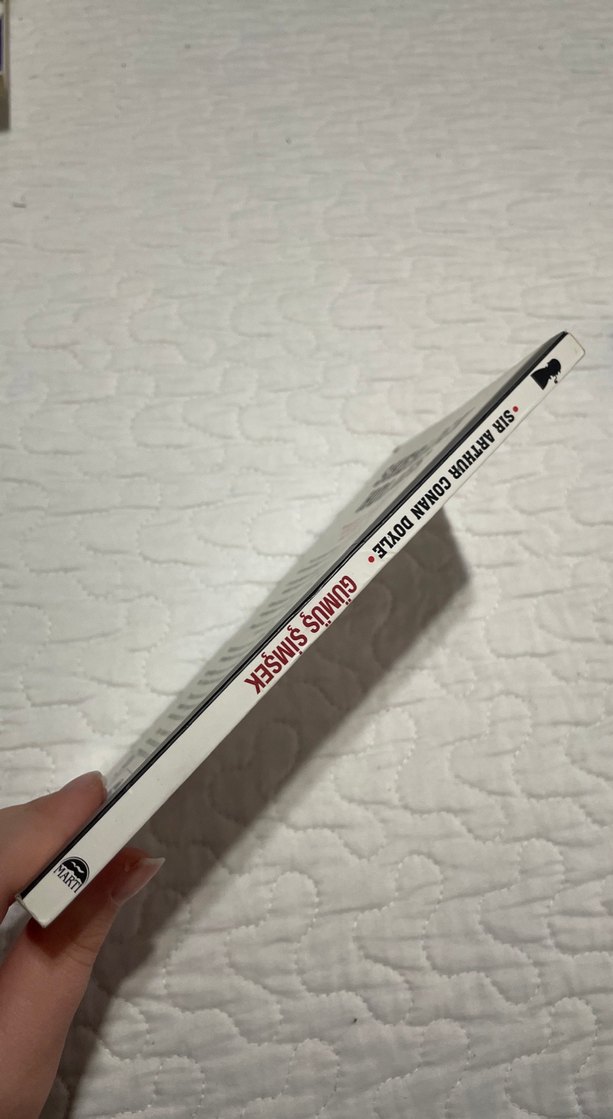 • SIR ARTHUR CONAN DOYLE •
GÜMÜŞ ŞİMŞEK
MARTI